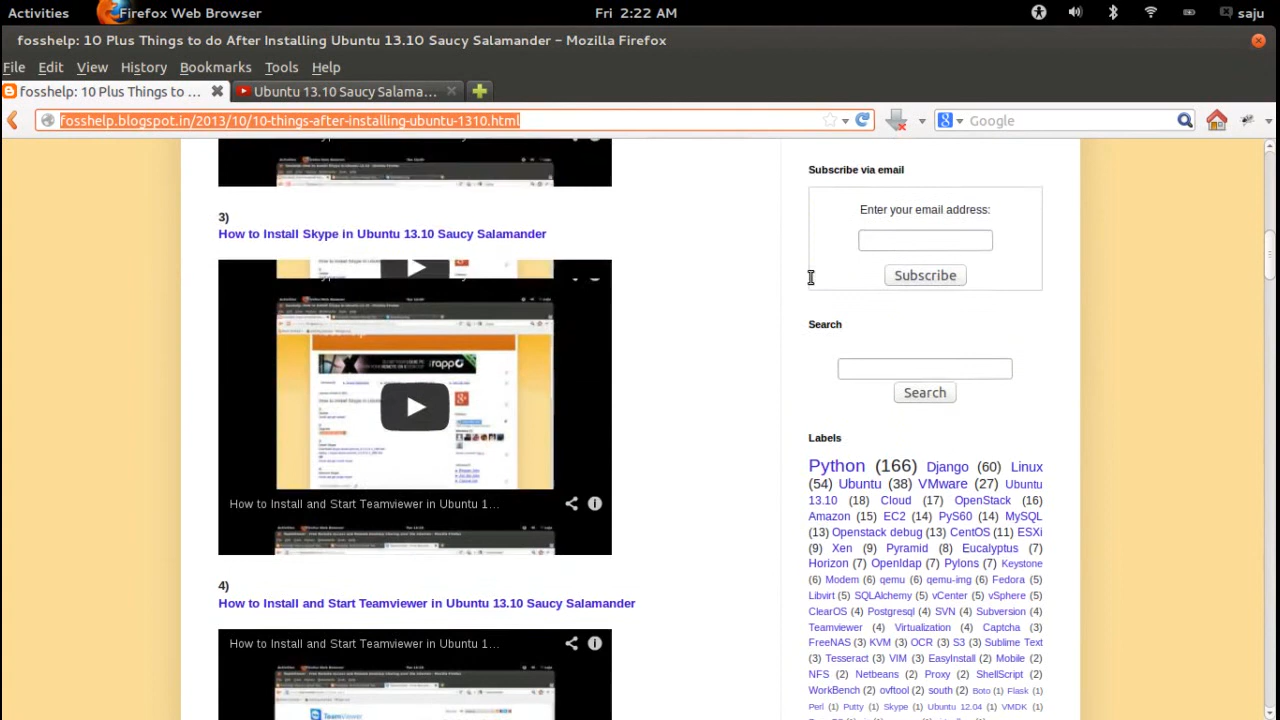 Activities Firefox Web Browser Fri 2:22 AM saju
fosshelp: 10 Plus Things to do After Installing Ubuntu 13.10 Saucy Salamander – Mozilla Firefox
File Edit View History Bookmarks Tools Help
fosshelp: 10 Plus Things to ... Ubuntu 13.10 Saucy Salama...
fosshelp.blogspot.in/2013/10/10-things-after-installing-ubuntu-1310.html Google
3)
How to Install Skype in Ubuntu 13.10 Saucy Salamander
rapp
How to Install and Start Teamviewer in Ubuntu 1...
4)
How to Install and Start Teamviewer in Ubuntu 13.10 Saucy Salamander
How to Install and Start Teamviewer in Ubuntu 1...
TeamViewer
Subscribe via email
Enter your email address:
Subscribe
Search
Search
Labels
Python (166) Django (60) Linux
(54) Ubuntu (38) VMware (27) Ubuntu
13.10 (18) Cloud (17) OpenStack (16)
Amazon (15) EC2 (14) PyS60 (14) MySQL
(13) Openstack debug (13) CentOS (11) ESXi
(9) Xen (9) Pyramid (8) Eucalyptus (7)
Horizon (7) Openldap (7) Pylons (7) Keystone
(6) Modem (6) qemu (6) qemu-img (6) Fedora (5)
Libvirt (5) SQLAlchemy (5) vCenter (5) vSphere (5)
ClearOS (4) Postgresql (4) SVN (4) Subversion (4)
Teamviewer (4) Virtualization (4) Captcha (3)
FreeNAS (3) KVM (3) OCR (3) S3 (3) Sublime Text
(3) Tesseract (3) VIM (3) EasyInstall (2) Mobile (2)
NFS (2) Netbeans (2) Proxy (2) ShellScript (2)
WorkBench (2) ovftool (2) south (2) Boto (1) Flash (1)
Perl (1) Putty (1) Skype (1) Ubuntu 12.04 (1) VMDK (1)